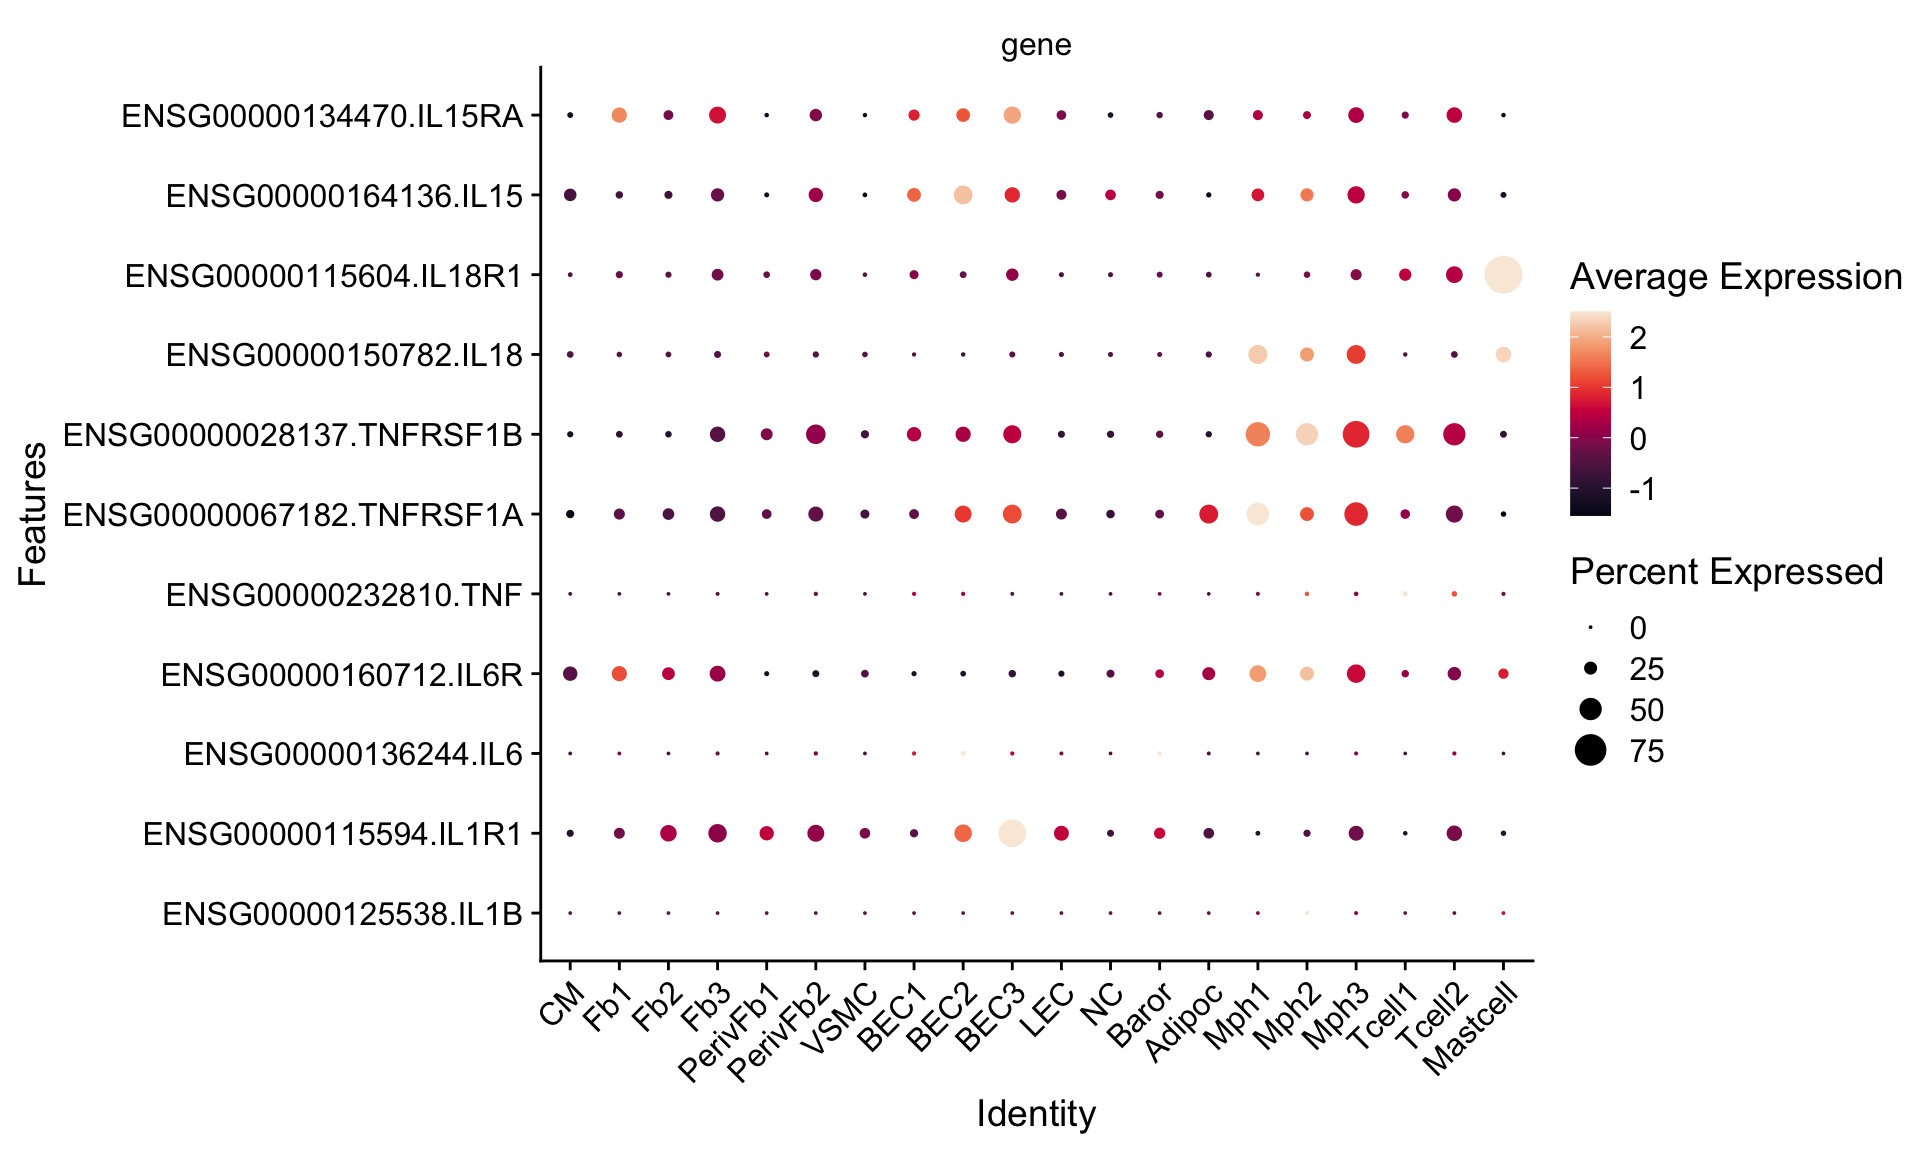 gene
ENSG00000134470.IL15RA
ENSG00000164136.IL15
ENSG00000115604.IL18R1
ENSG00000150782.IL18
ENSG00000028137.TNFRSF1B
ENSG00000067182.TNFRSF1A
ENSG00000232810.TNF
ENSG00000160712.IL6R
ENSG00000136244.IL6
ENSG00000115594.IL1R1
ENSG00000125538.IL1B
Features
CM
Fb1
Fb2
Fb3
PerivFb1
PerivFb2
VSMC
BEC1
BEC2
BEC3
LEC
NC
Baror
Adipoc
Mph1
Mph2
Mph3
Tcell1
Tcell2
Mastcell
Identity
Average Expression
2
1
0
-1
Percent Expressed
0
25
50
75